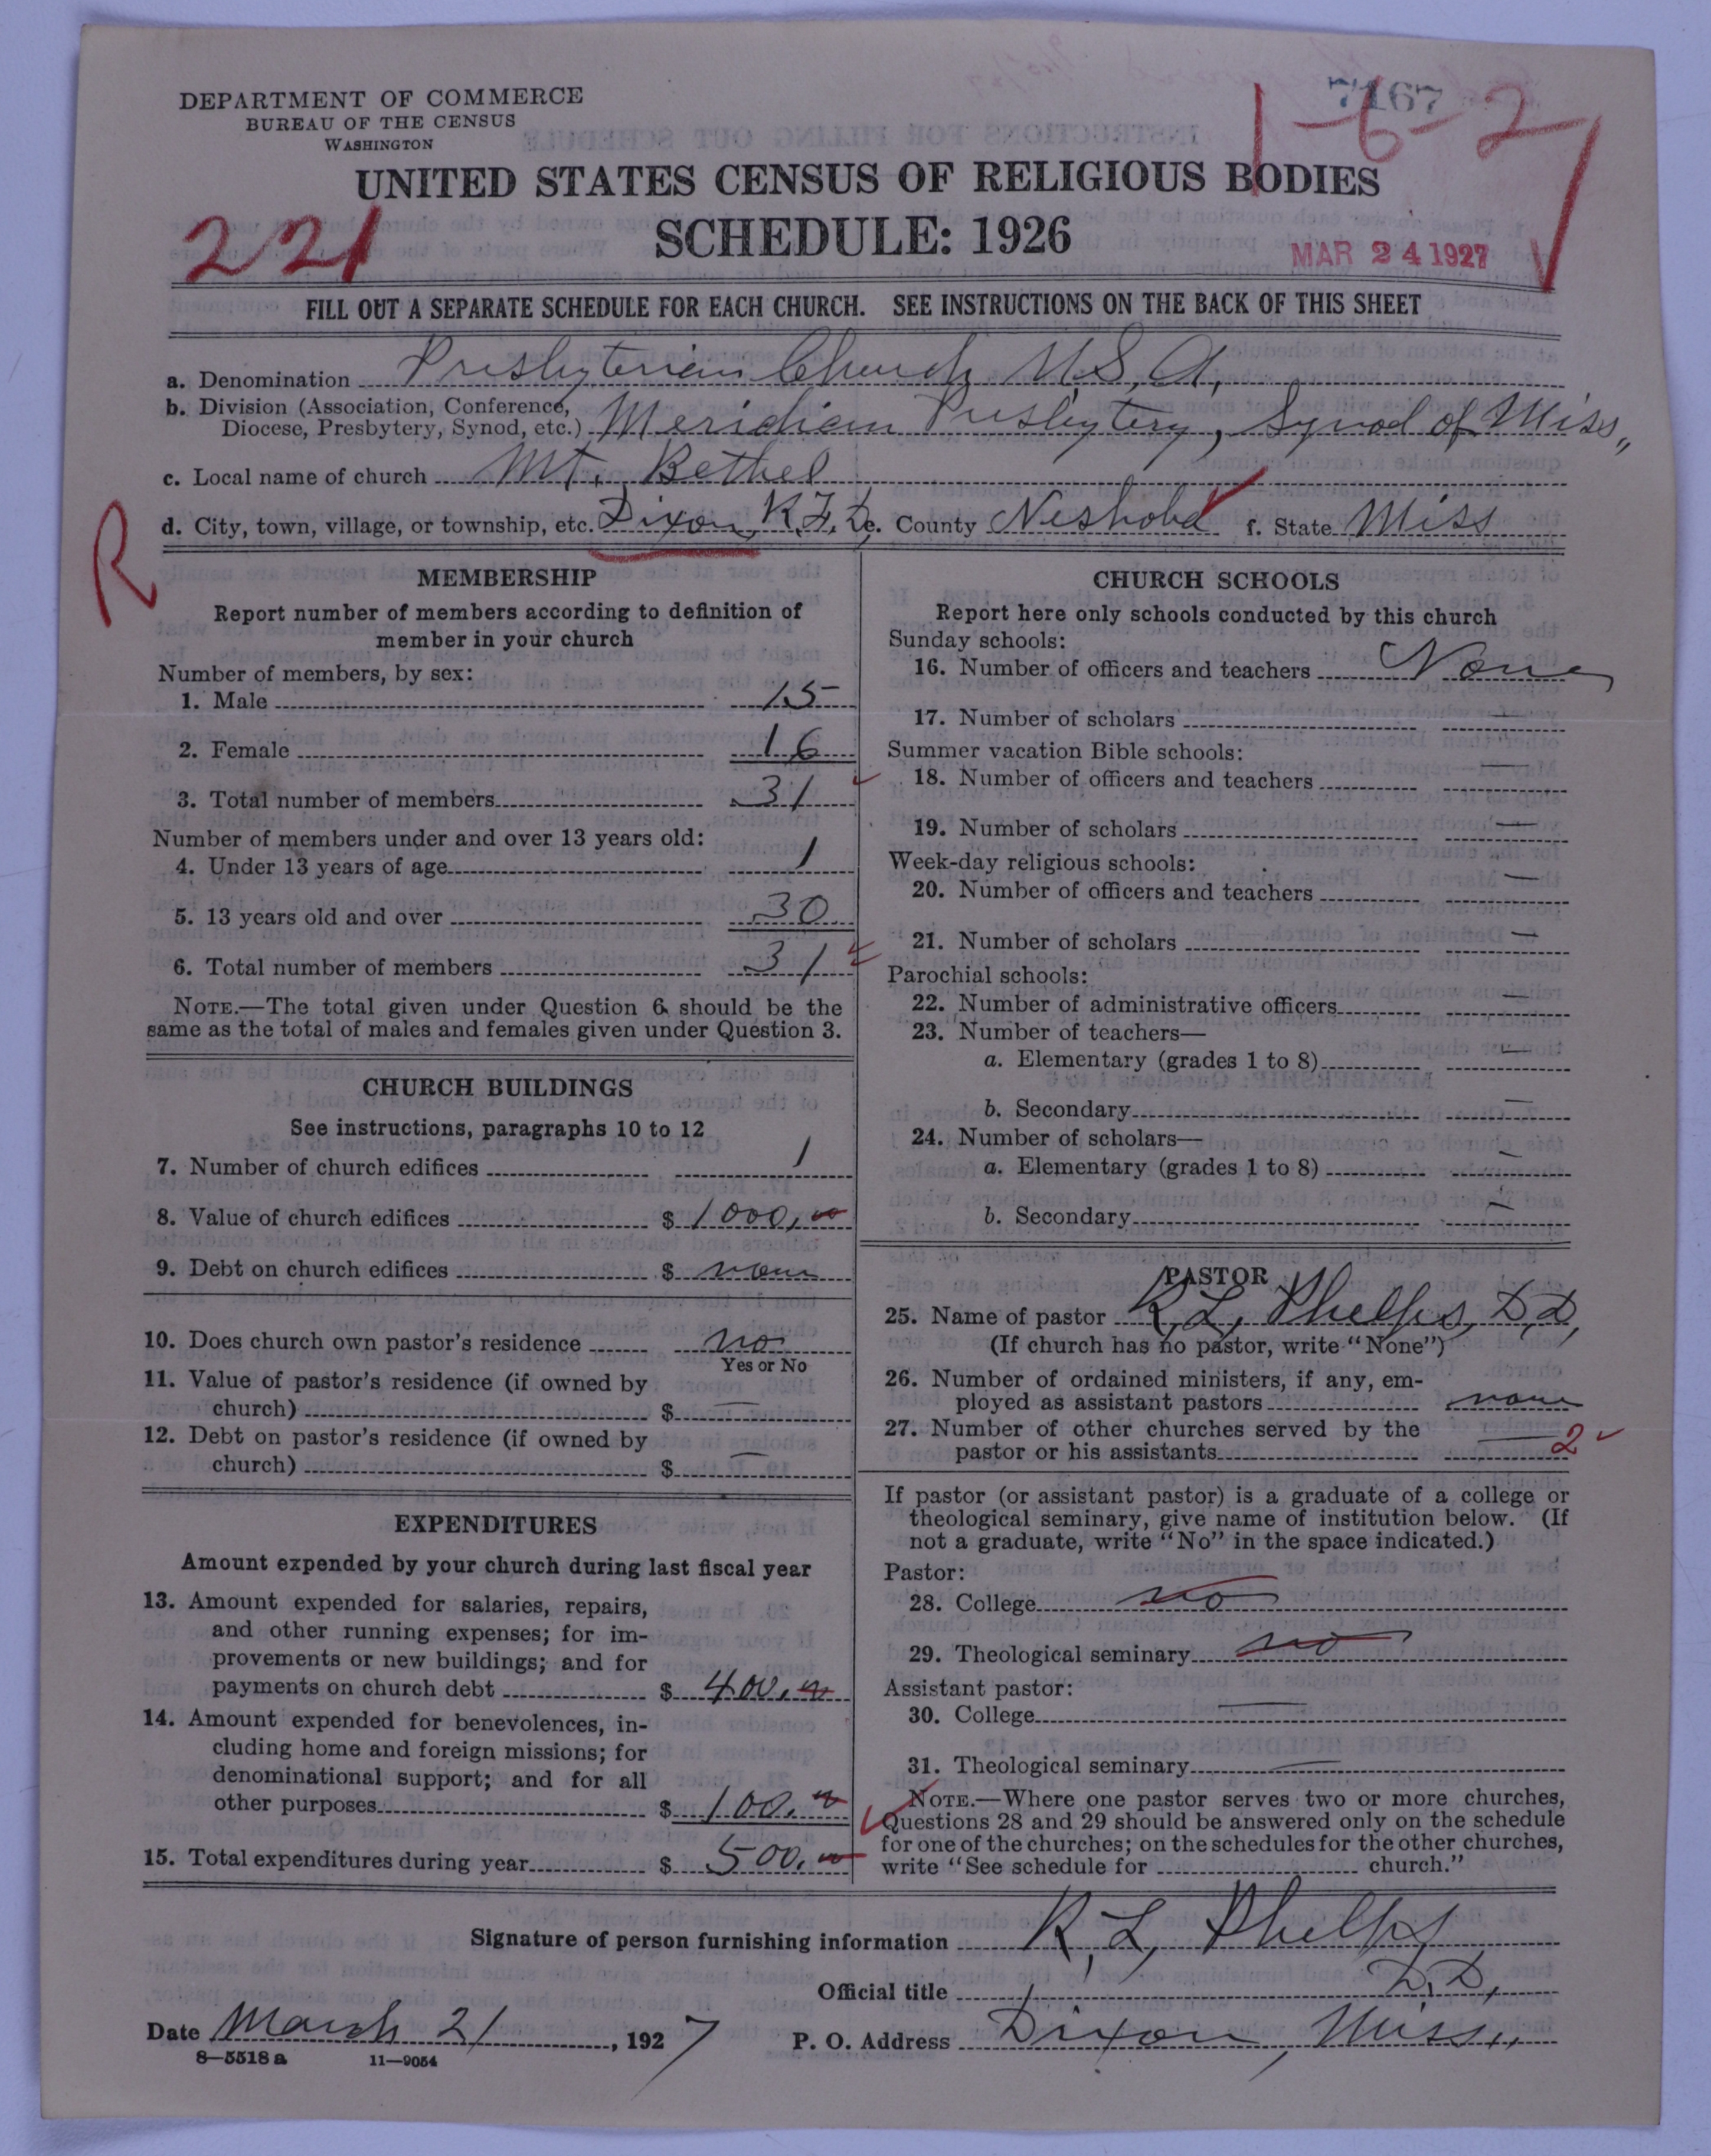 DEPARTMENT OF COMMERCE
BUREAU OF THE CENSUS
WASHINGTON
7167
1-6-2
UNITED STATES CENSUS OF RELIGIOUS BODIES
221
SCHEDULE: 1926
MAR 24 1927
FILL OUT A SEPARATE SCHEDULE FOR EACH CHURCH. SEE INSTRUCTIONS ON THE BACK OF THIS SHEET
a. Denomination Presbyterian Church U.S.A.
b. Division (Association, Conference,
Diocese, Presbytery, Synod, etc.) Meridian Presbytery, Synod of Miss,,
c. Local name of church Mt. Bethel
d. City, town, village, or township, etc. Dixon, R.F.D. e. County Neshoba f. State Miss
R
MEMBERSHIP
Report number of members according to definition of
member in your church
Number of members, by sex:
1. Male 15
2. Female 16
3. Total number of members 31
Number of members under and over 13 years old:
4. Under 13 years of age 1
5. 13 years old and over 30
6. Total number of members 31
NOTE.—The total given under Question 6 should be the
same as the total of males and females given under Question 3.
CHURCH BUILDINGS
See instructions, paragraphs 10 to 12
7. Number of church edifices 1
8. Value of church edifices $ 1000.00
9. Debt on church edifices $ none
10. Does church own pastor's residence no
Yes or No
11. Value of pastor's residence (if owned by
church) $ —
12. Debt on pastor's residence (if owned by
church) $ —
EXPENDITURES
Amount expended by your church during last fiscal year
13. Amount expended for salaries, repairs,
and other running expenses; for im-
provements or new buildings; and for
payments on church debt $ 400.00
14. Amount expended for benevolences, in-
cluding home and foreign missions; for
denominational support; and for all
other purposes $ 100.00
15. Total expenditures during year $ 500.00
CHURCH SCHOOLS
Report here only schools conducted by this church
Sunday schools:
16. Number of officers and teachers None
17. Number of scholars —
Summer vacation Bible schools:
18. Number of officers and teachers —
19. Number of scholars —
Week-day religious schools:
20. Number of officers and teachers —
21. Number of scholars —
Parochial schools:
22. Number of administrative officers —
23. Number of teachers—
a. Elementary (grades 1 to 8) —
b. Secondary —
24. Number of scholars—
a. Elementary (grades 1 to 8) —
b. Secondary —
PASTOR
25. Name of pastor R.L. Phelps, D.D,
(If church has no pastor, write "None")
26. Number of ordained ministers, if any, em-
ployed as assistant pastors none
27. Number of other churches served by the
pastor or his assistants — 2
If pastor (or assistant pastor) is a graduate of a college or
theological seminary, give name of institution below. (If
not a graduate, write "No" in the space indicated.)
Pastor:
28. College no
29. Theological seminary no
Assistant pastor:
30. College —
31. Theological seminary —
NOTE.—Where one pastor serves two or more churches,
Questions 28 and 29 should be answered only on the schedule
for one of the churches; on the schedules for the other churches,
write "See schedule for church."
Signature of person furnishing information R. L. Phelps
Official title D.D.
Date March 21, 1927 P. O. Address Dixon, Miss.,
8—5518 a 11—9054